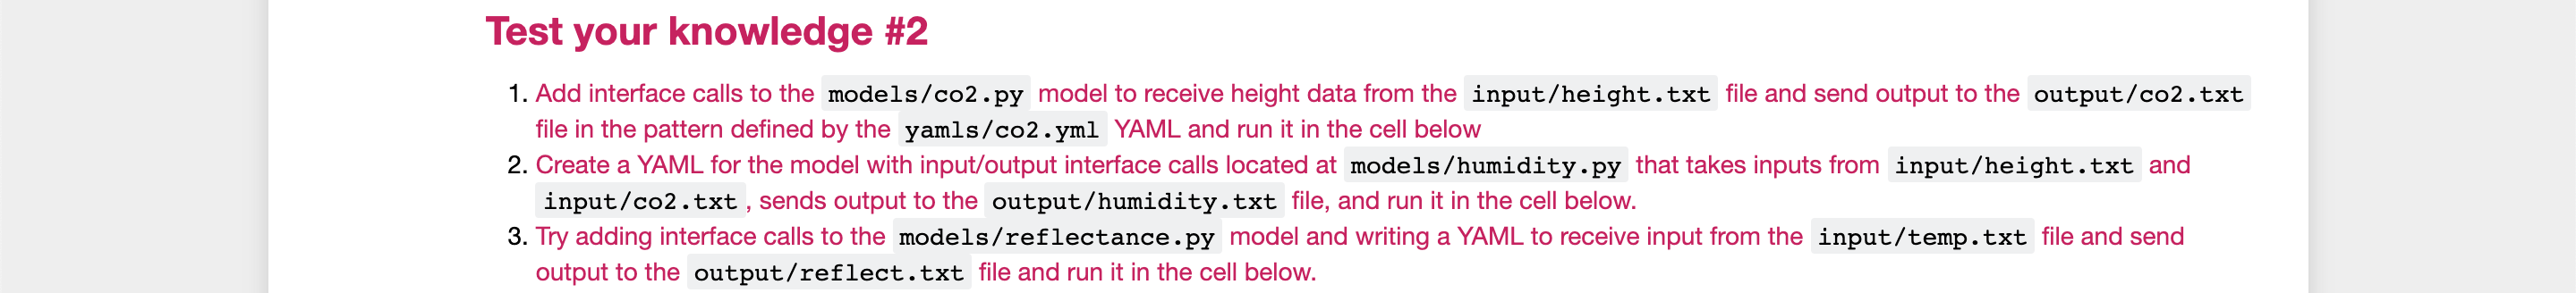 Test your knowledge #2
1. Add interface calls to the models/co2.py model to receive height data from the input/height.txt file and send output to the output/co2.txt
file in the pattern defined by the yamls/co2.yml YAML and run it in the cell below
2. Create a YAML for the model with input/output interface calls located at models/humidity.py that takes inputs from input/height.txt and
input/co2.txt, sends output to the output/humidity.txt file, and run it in the cell below.
3. Try adding interface calls to the models/reflectance.py model and writing a YAML to receive input from the input/temp.txt file and send
output to the output/reflect.txt file and run it in the cell below.